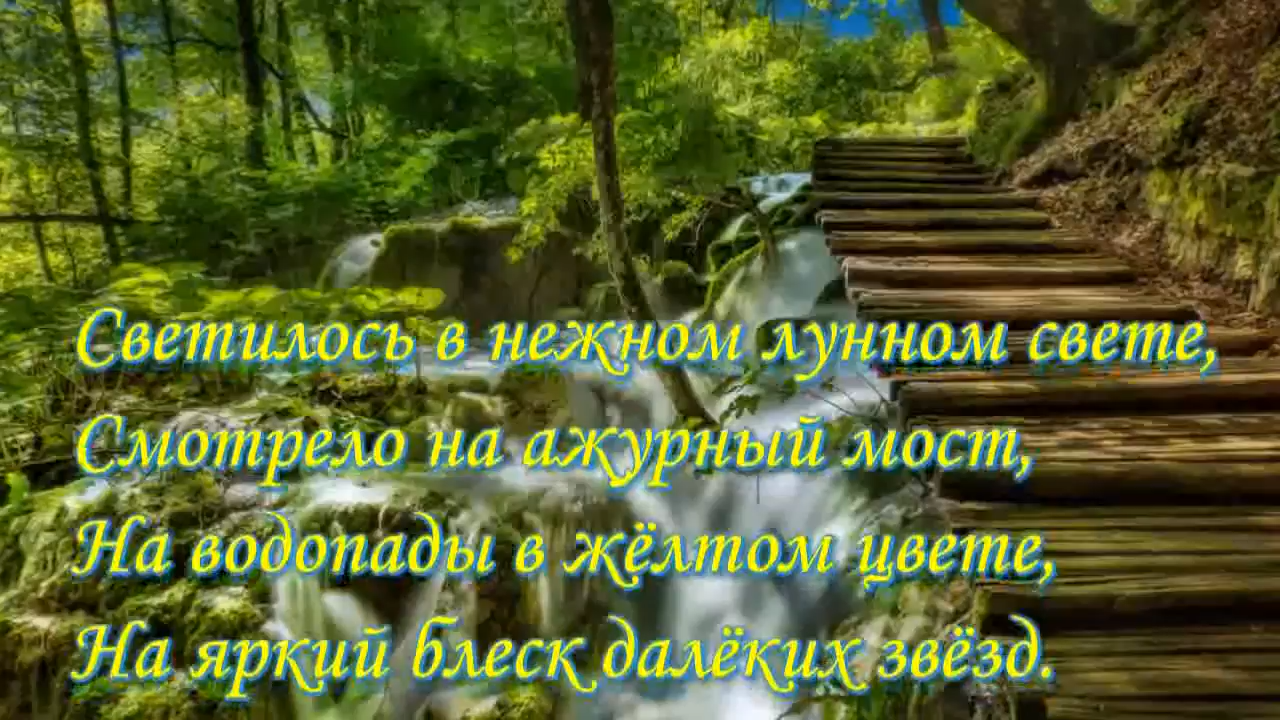 Светилось в нежном лунном свете,
Смотрело на ажурный мост,
На водопады в жёлтом цвете,
На яркий блеск далёких звёзд.